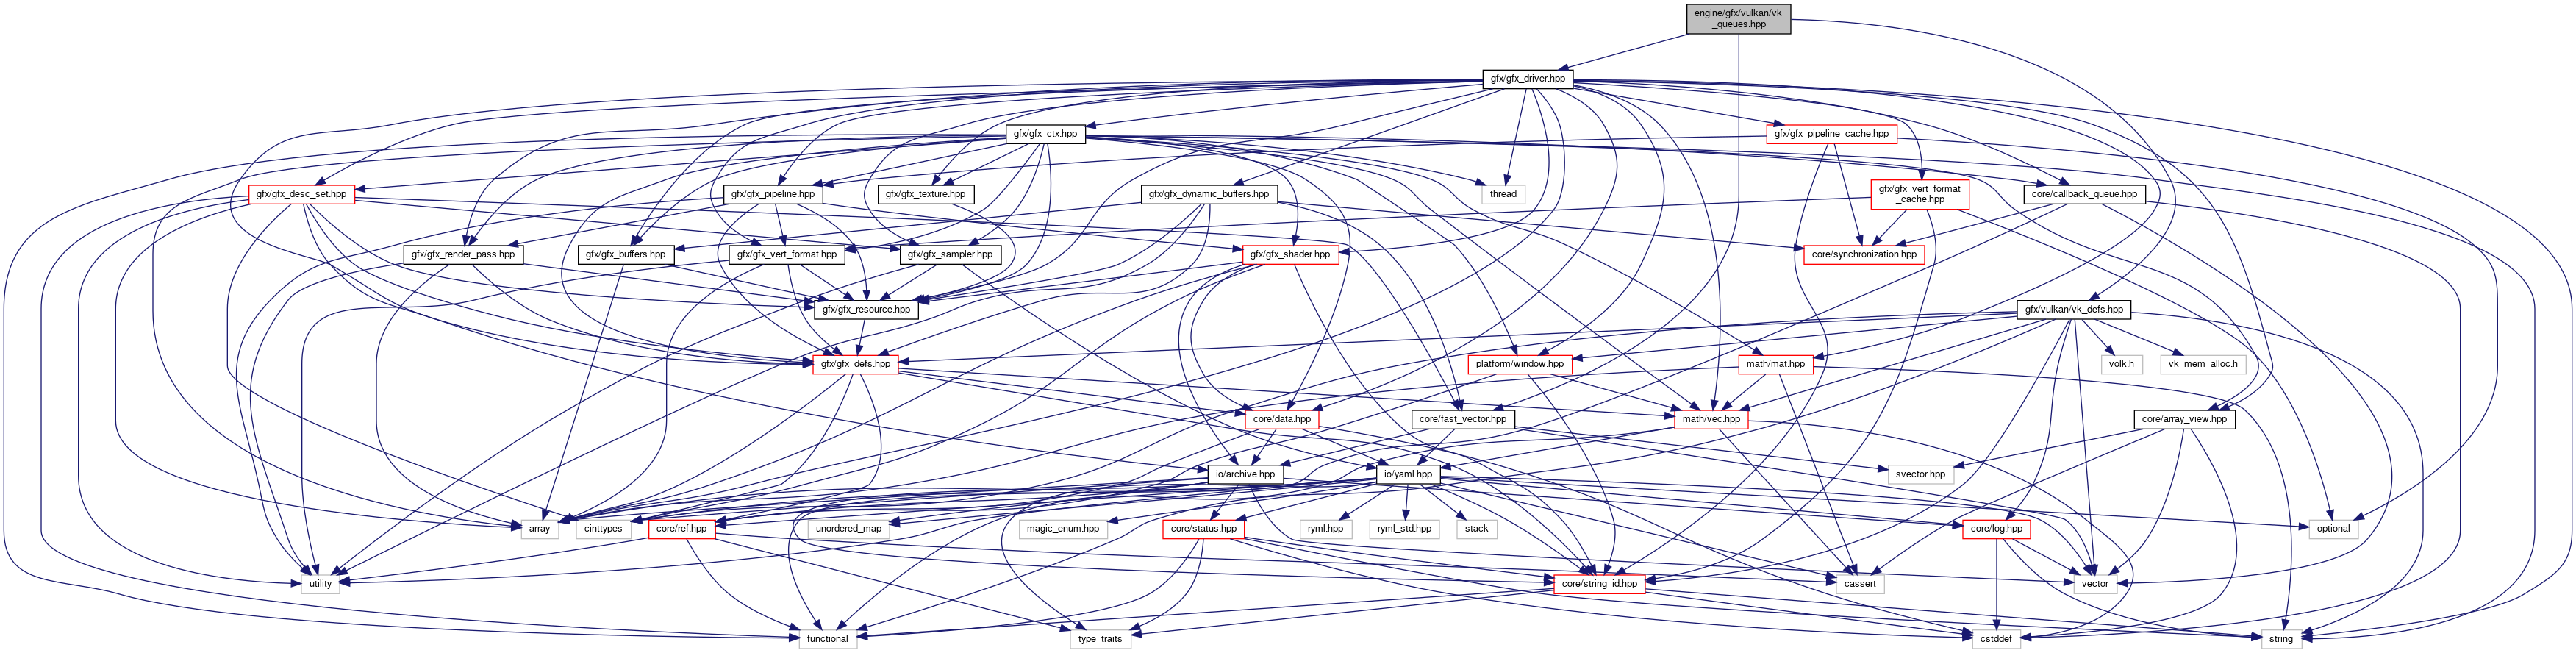 engine/gfx/vulkan/vk
_queues.hpp
gfx/gfx_driver.hpp
gfx/gfx_ctx.hpp
gfx/gfx_pipeline_cache.hpp
gfx/gfx_desc_set.hpp
gfx/gfx_pipeline.hpp
gfx/gfx_texture.hpp
gfx/gfx_dynamic_buffers.hpp
thread
gfx/gfx_vert_format
_cache.hpp
core/callback_queue.hpp
gfx/gfx_render_pass.hpp
gfx/gfx_buffers.hpp
gfx/gfx_vert_format.hpp
gfx/gfx_sampler.hpp
gfx/gfx_shader.hpp
core/synchronization.hpp
gfx/gfx_resource.hpp
gfx/vulkan/vk_defs.hpp
gfx/gfx_defs.hpp
platform/window.hpp
math/mat.hpp
volk.h
vk_mem_alloc.h
core/data.hpp
core/fast_vector.hpp
math/vec.hpp
core/array_view.hpp
io/archive.hpp
io/yaml.hpp
svector.hpp
array
cinttypes
core/ref.hpp
unordered_map
magic_enum.hpp
core/status.hpp
ryml.hpp
ryml_std.hpp
stack
core/log.hpp
optional
utility
core/string_id.hpp
cassert
vector
functional
type_traits
cstddef
string